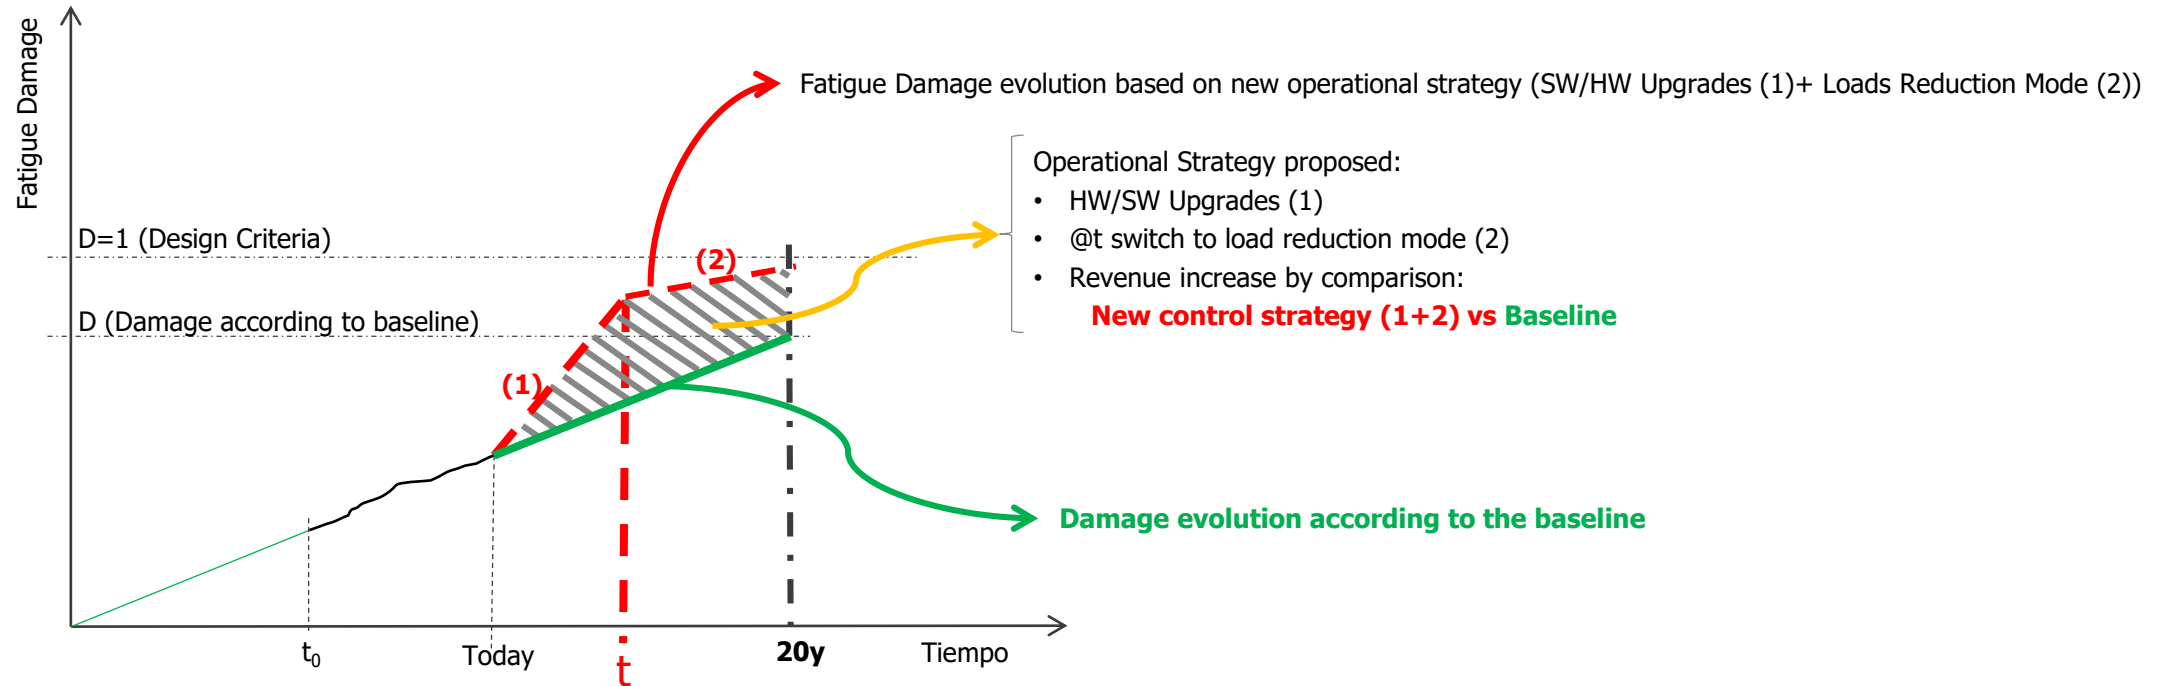 Fatigue Damage
Fatigue Damage evolution based on new operational strategy (SW/HW Upgrades (1)+ Loads Reduction Mode (2))
Operational Strategy proposed:
• HW/SW Upgrades (1)
• @t switch to load reduction mode (2)
• Revenue increase by comparison:
New control strategy (1+2) vs Baseline
D=1 (Design Criteria)
(2)
D (Damage according to baseline)
(1)
Damage evolution according to the baseline
t0
Today
t
20y
Tiempo